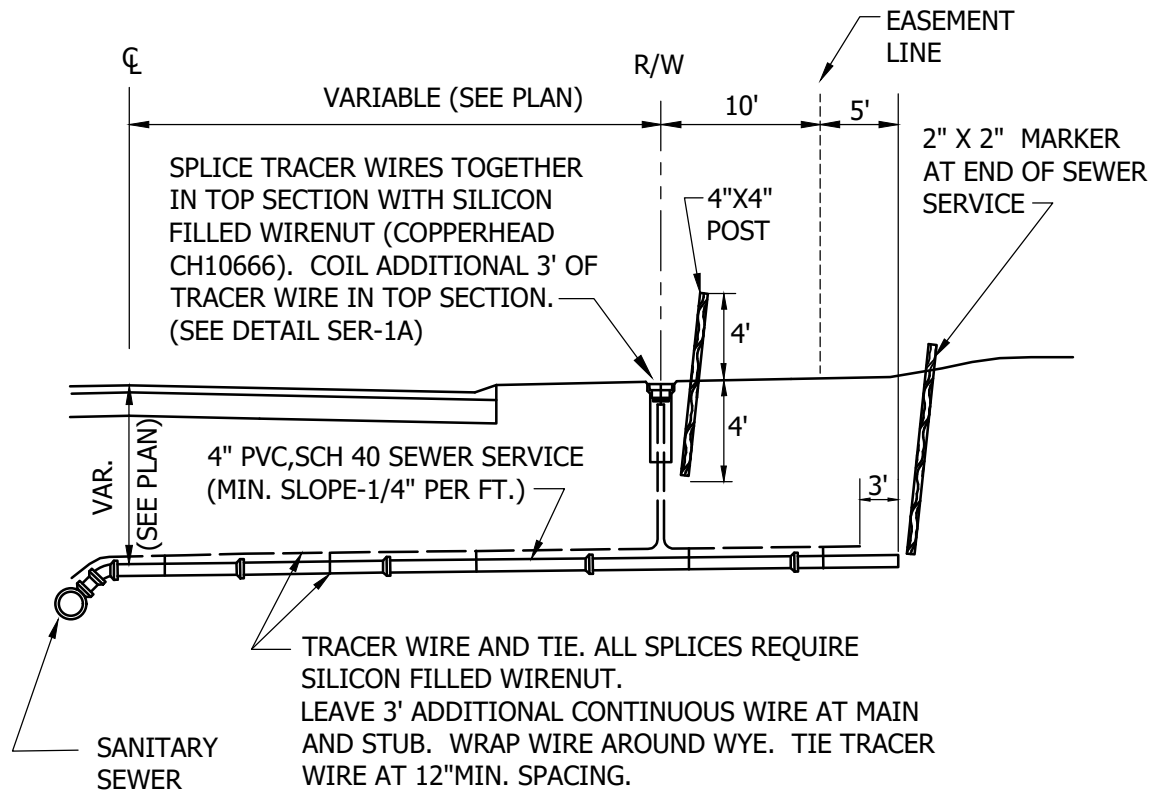 EASEMENT
LINE
℄
R/W
VARIABLE (SEE PLAN)
10'
5'
SPLICE TRACER WIRES TOGETHER
IN TOP SECTION WITH SILICON
FILLED WIRENUT (COPPERHEAD
CH10666). COIL ADDITIONAL 3' OF
TRACER WIRE IN TOP SECTION.
(SEE DETAIL SER-1A)
4"X4"
POST
2" X 2" MARKER
AT END OF SEWER
SERVICE
4'
4'
VAR.
(SEE PLAN)
4" PVC,SCH 40 SEWER SERVICE
(MIN. SLOPE-1/4" PER FT.)
3'
TRACER WIRE AND TIE. ALL SPLICES REQUIRE
SILICON FILLED WIRENUT.
LEAVE 3' ADDITIONAL CONTINUOUS WIRE AT MAIN
AND STUB. WRAP WIRE AROUND WYE. TIE TRACER
WIRE AT 12"MIN. SPACING.
SANITARY
SEWER